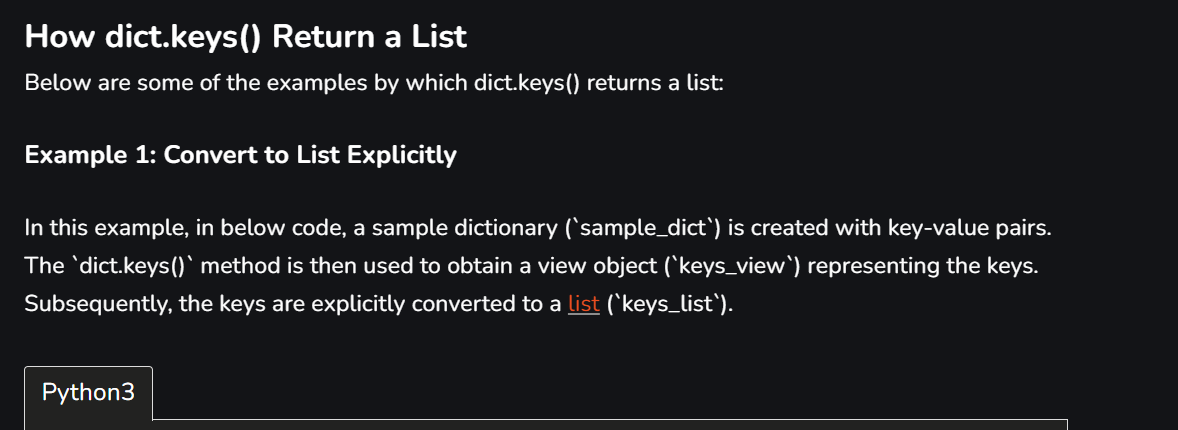 How dict.keys() Return a List
Below are some of the examples by which dict.keys() returns a list:
Example 1: Convert to List Explicitly
In this example, in below code, a sample dictionary (`sample_dict`) is created with key-value pairs.
The `dict.keys()` method is then used to obtain a view object (`keys_view`) representing the keys.
Subsequently, the keys are explicitly converted to a list (`keys_list`).
Python3